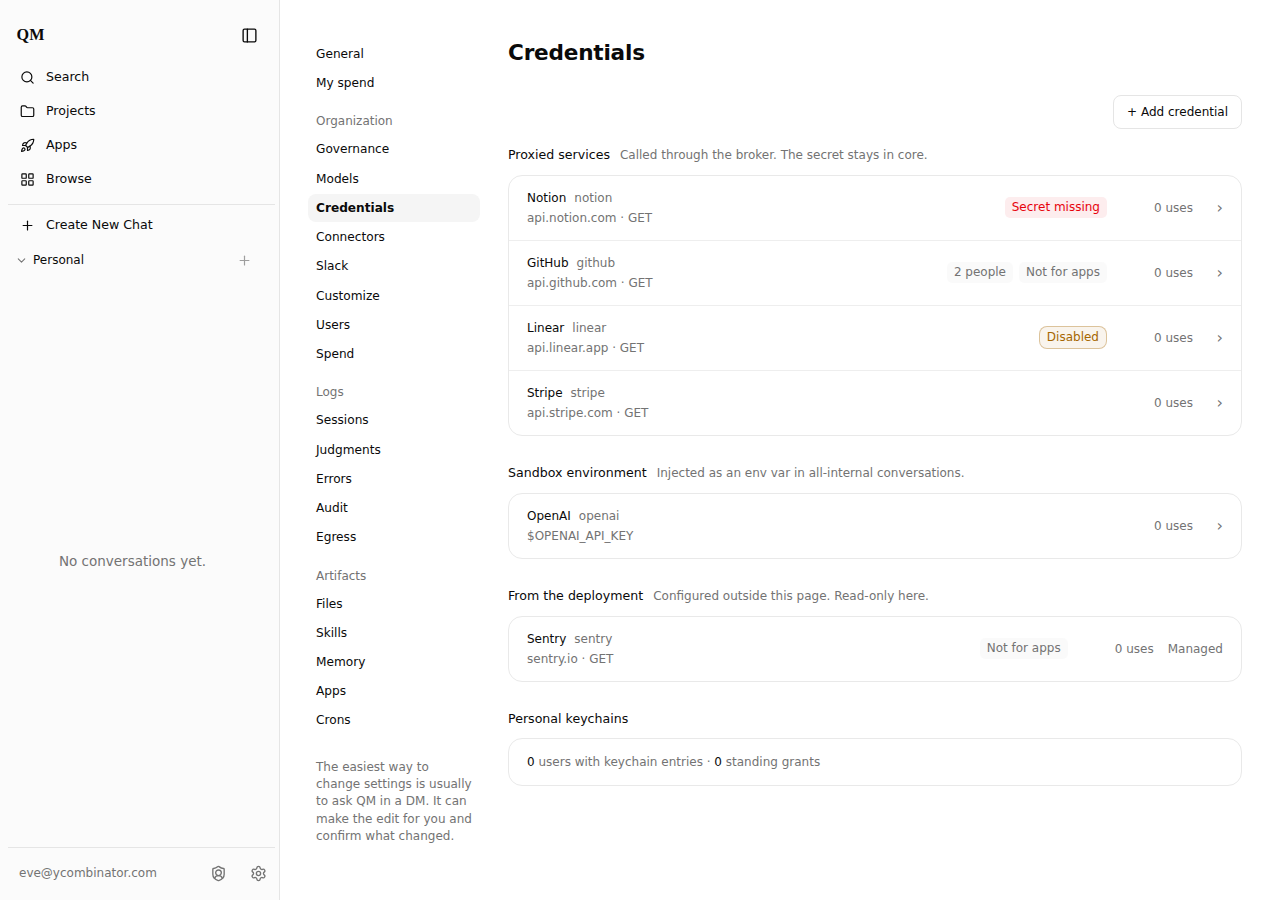 QM
Search
Projects
Apps
Browse
Create New Chat
Personal
No conversations yet.
eve@ycombinator.com
General
My spend
Organization
Governance
Models
Credentials
Connectors
Slack
Customize
Users
Spend
Logs
Sessions
Judgments
Errors
Audit
Egress
Artifacts
Files
Skills
Memory
Apps
Crons
The easiest way to
change settings is usually
to ask QM in a DM. It can
make the edit for you and
confirm what changed.
Credentials
+ Add credential
Proxied services Called through the broker. The secret stays in core.
Notion notion
api.notion.com · GET
Secret missing
0 uses
GitHub github
api.github.com · GET
2 people
Not for apps
0 uses
Linear linear
api.linear.app · GET
Disabled
0 uses
Stripe stripe
api.stripe.com · GET
0 uses
Sandbox environment Injected as an env var in all-internal conversations.
OpenAI openai
$OPENAI_API_KEY
0 uses
From the deployment Configured outside this page. Read-only here.
Sentry sentry
sentry.io · GET
Not for apps
0 uses
Managed
Personal keychains
0 users with keychain entries · 0 standing grants